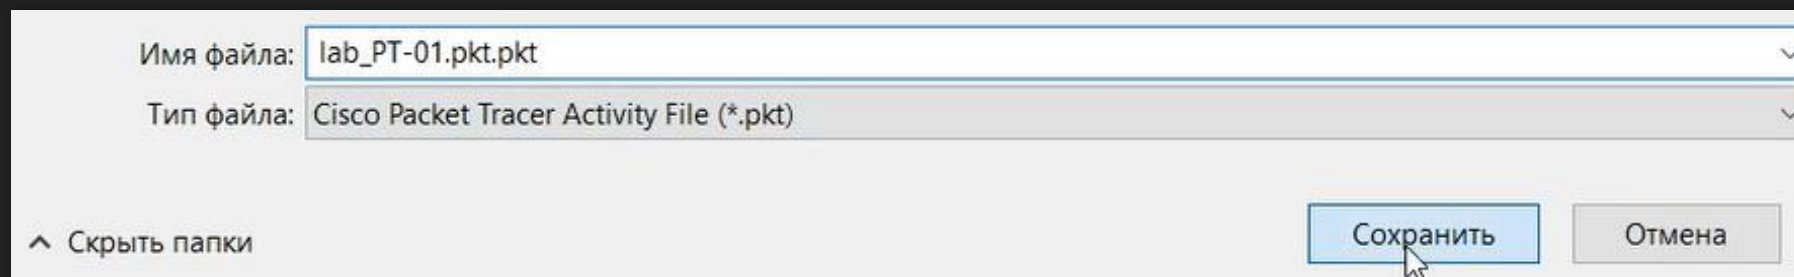 Имя файла: lab_PT-01.pkt.pkt
Тип файла: Cisco Packet Tracer Activity File (*.pkt)
Скрыть папки Сохранить Отмена